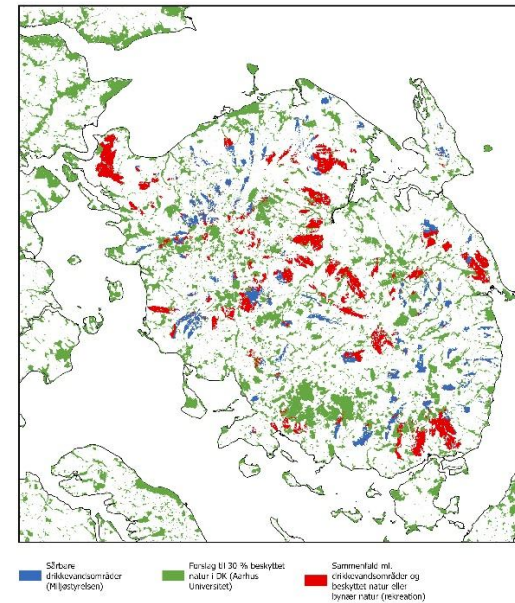 Sårbare
drikkevandsområder
(Miljøstyrelsen)
Forslag til 30 % beskyttet
natur i DK (Aarhus
Universitet)
Sammenfald ml.
drikkevandsområder og
beskyttet natur eller
bynær natur (rekreation)